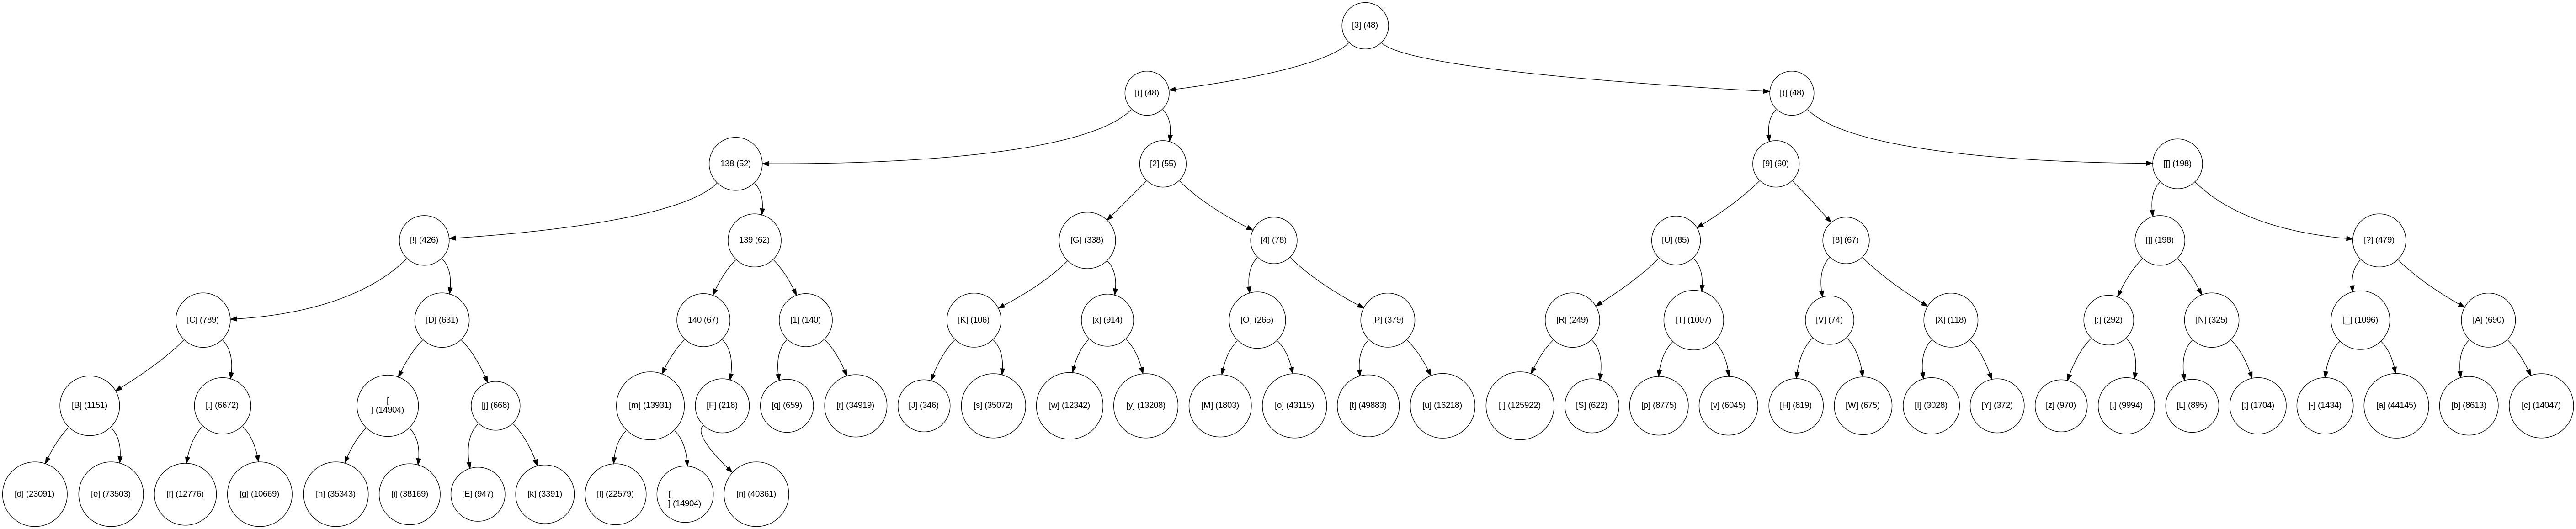 [3] (48)
[(] (48)
[)] (48)
138 (52)
[2] (55)
[9] (60)
[[] (198)
[!] (426)
139 (62)
[G] (338)
[4] (78)
[U] (85)
[8] (67)
[]] (198)
[?] (479)
[C] (789)
[D] (631)
140 (67)
[1] (140)
[K] (106)
[x] (914)
[O] (265)
[P] (379)
[R] (249)
[T] (1007)
[V] (74)
[X] (118)
[:] (292)
[N] (325)
[_] (1096)
[A] (690)
[B] (1151)
[.] (6672)
[
] (14904)
[j] (668)
[m] (13931)
[F] (218)
[q] (659)
[r] (34919)
[J] (346)
[s] (35072)
[w] (12342)
[y] (13208)
[M] (1803)
[o] (43115)
[t] (49883)
[u] (16218)
[ ] (125922)
[S] (622)
[p] (8775)
[v] (6045)
[H] (819)
[W] (675)
[I] (3028)
[Y] (372)
[z] (970)
[,] (9994)
[L] (895)
[;] (1704)
[-] (1434)
[a] (44145)
[b] (8613)
[c] (14047)
[d] (23091)
[e] (73503)
[f] (12776)
[g] (10669)
[h] (35343)
[i] (38169)
[E] (947)
[k] (3391)
[l] (22579)
[
] (14904)
[n] (40361)